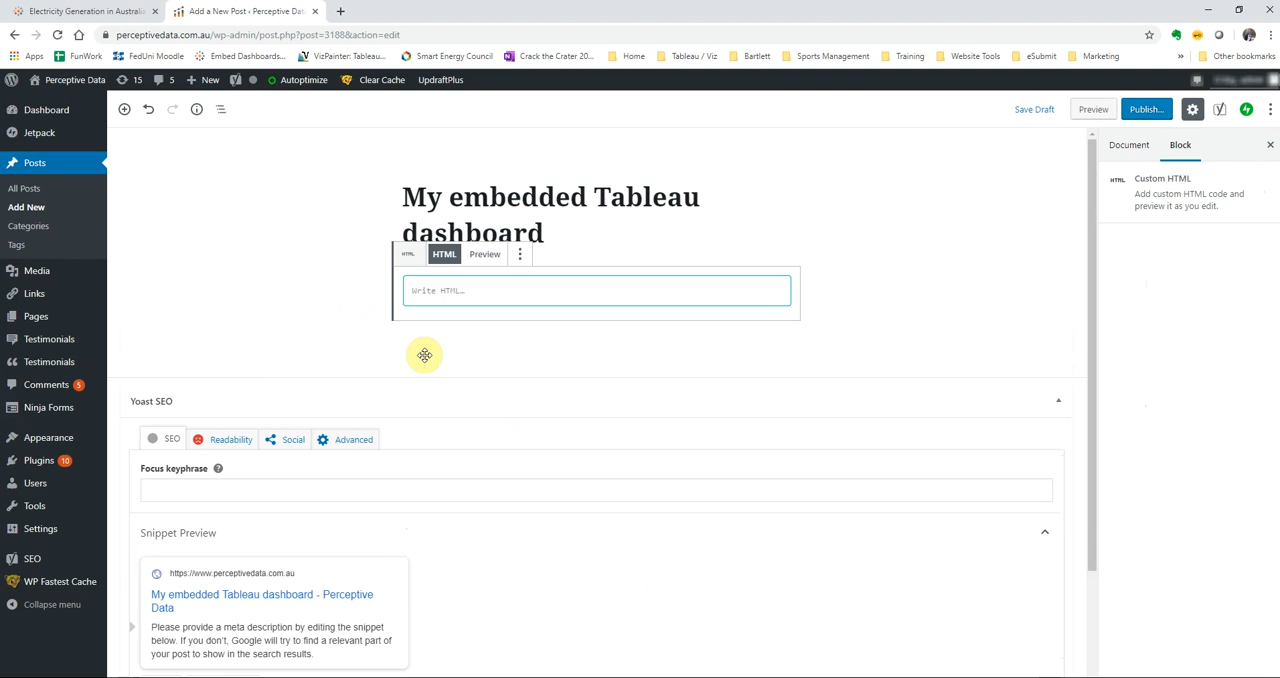 Electricity Generation in Australia
Add a New Post ‹ Perceptive Data
perceptivedata.com.au/wp-admin/post.php?post=3188&action=edit
Apps FunWork FedUni Moodle Embed Dashboards... VizPainter: Tableau... Smart Energy Council Crack the Crater 20... Home Tableau / Viz Bartlett Sports Management Training Website Tools eSubmit Marketing » Other bookmarks
Perceptive Data 15 5 New Autoptimize Clear Cache UpdraftPlus
Dashboard
Jetpack
Posts
All Posts
Add New
Categories
Tags
Media
Links
Pages
Testimonials
Testimonials
Comments 5
Ninja Forms
Appearance
Plugins 10
Users
Tools
Settings
SEO
WP Fastest Cache
Collapse menu
Save Draft Preview Publish...
My embedded Tableau
dashboard
HTML HTML Preview
Write HTML…
Yoast SEO
SEO Readability Social Advanced
Focus keyphrase ?
Snippet Preview
https://www.perceptivedata.com.au
My embedded Tableau dashboard - Perceptive
Data
Please provide a meta description by editing the snippet
below. If you don't, Google will try to find a relevant part of
your post to show in the search results.
Document Block
HTML Custom HTML
Add custom HTML code and
preview it as you edit.